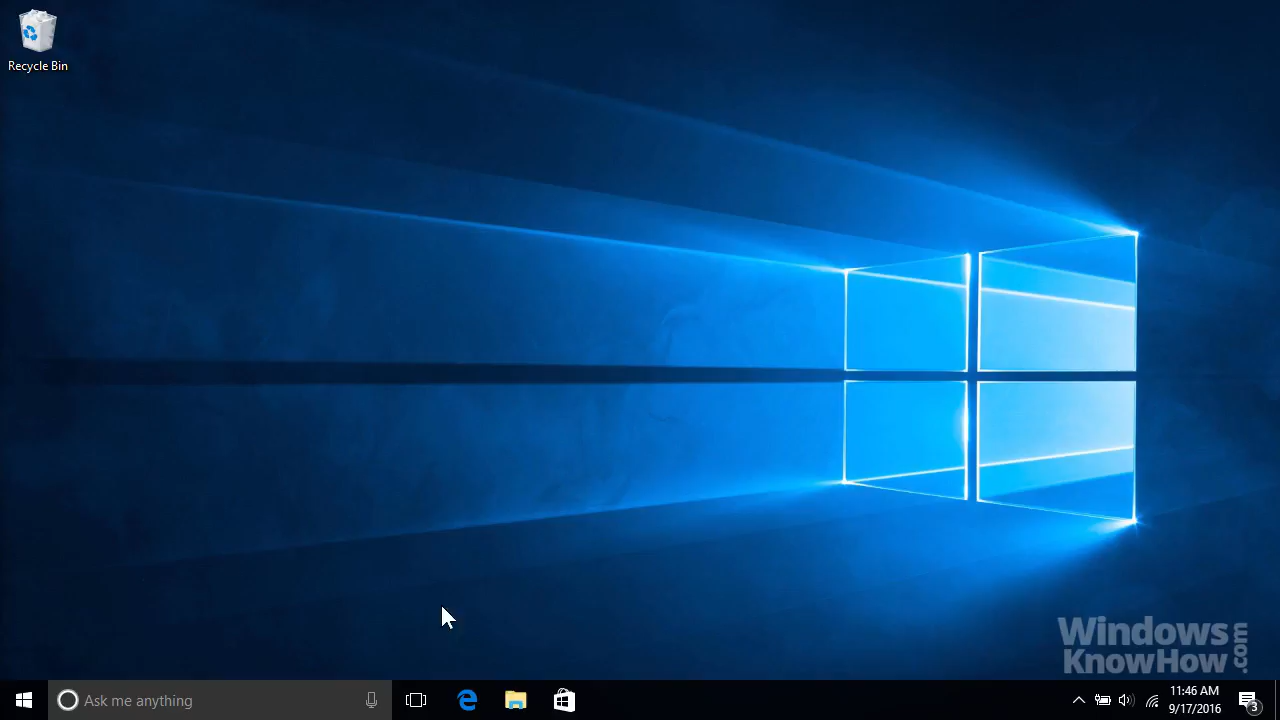 Recycle Bin
Windows
KnowHow.com
Ask me anything
11:46 AM
9/17/2016
3